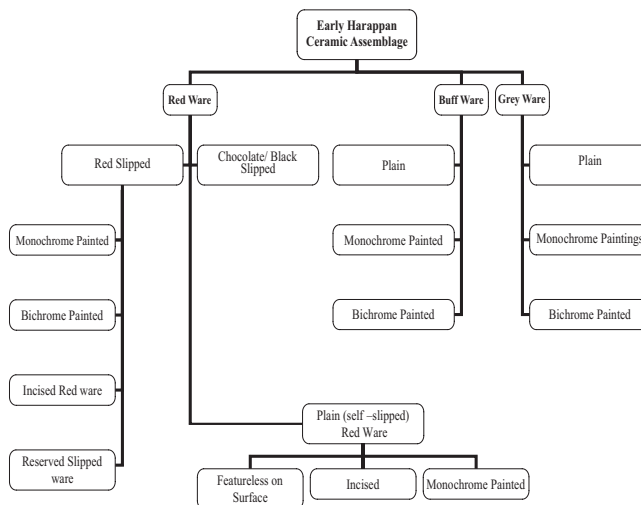 Early Harappan
Ceramic Assemblage
Red Ware
Buff Ware
Grey Ware
Red Slipped
Chocolate/ Black
Slipped
Plain
Plain
Monochrome Painted
Monochrome Painted
Monochrome Paintings
Bichrome Painted
Bichrome Painted
Bichrome Painted
Incised Red ware
Reserved Slipped
ware
Plain (self –slipped)
Red Ware
Featureless on
Surface
Incised
Monochrome Painted